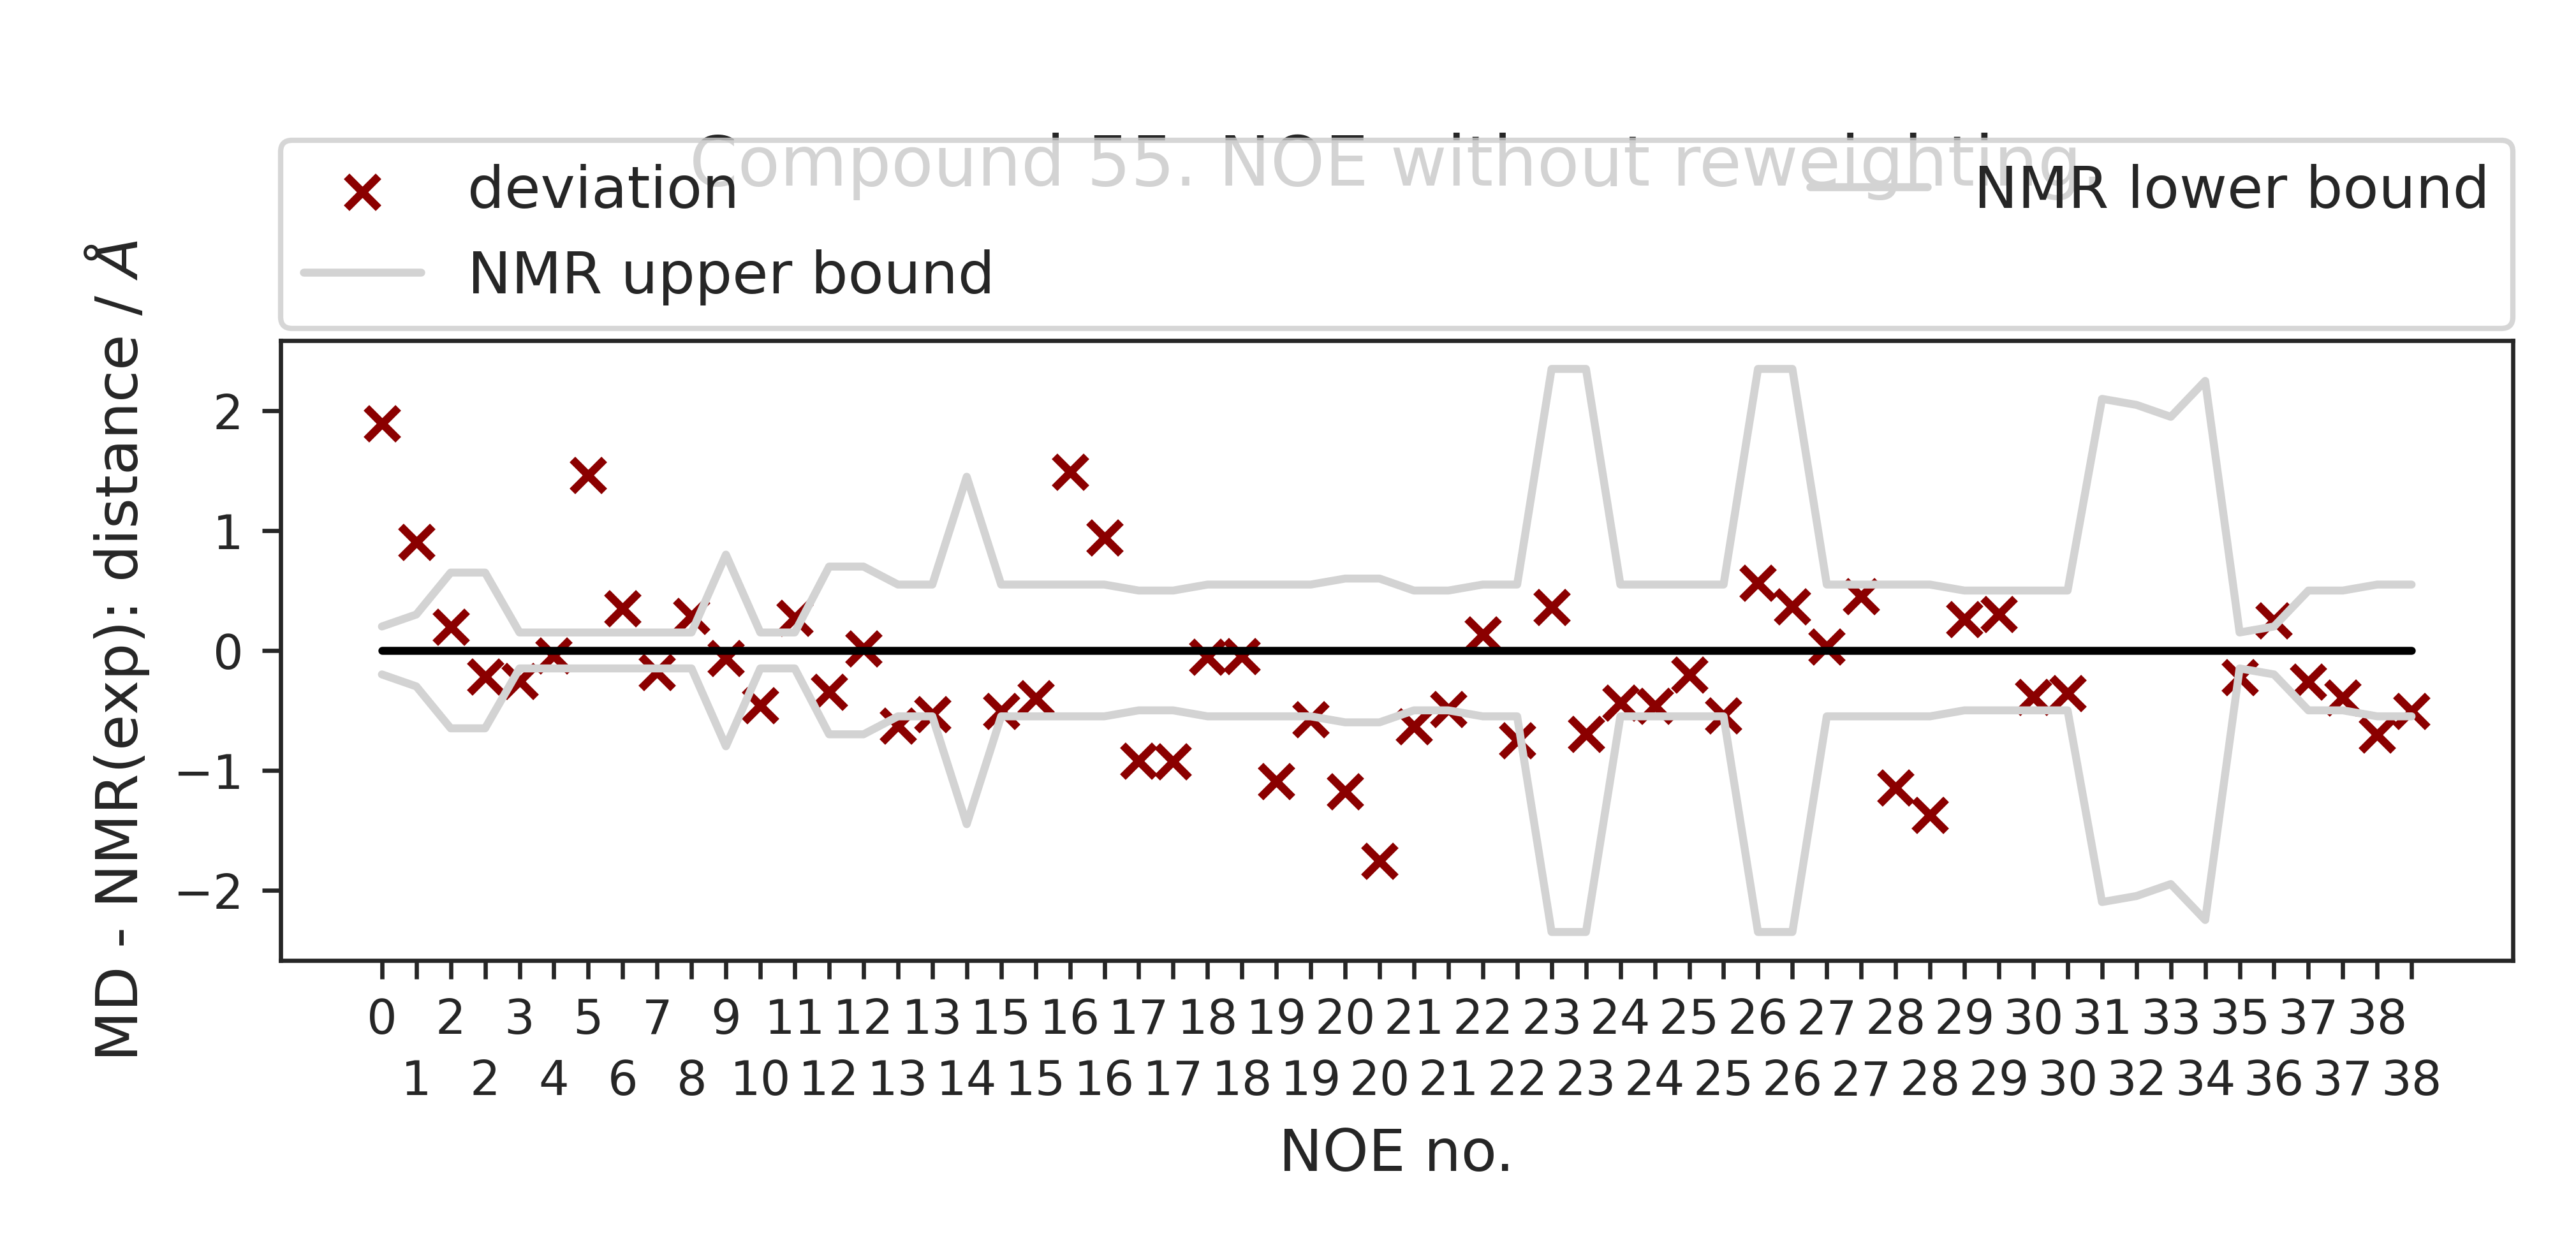 Compound 55. NOE without reweighting.
deviation
NMR upper bound
NMR lower bound
MD - NMR(exp): distance / Å
2
1
0
−1
−2
0 2 3 5 7 9 11 12 13 15 16 17 18 19 20 21 22 23 24 25 26 27 28 29 30 31 33 35 37 38
1 2 4 6 8 10 12 13 14 15 16 17 18 19 20 21 22 23 24 25 26 27 28 29 30 32 34 36 37 38
NOE no.